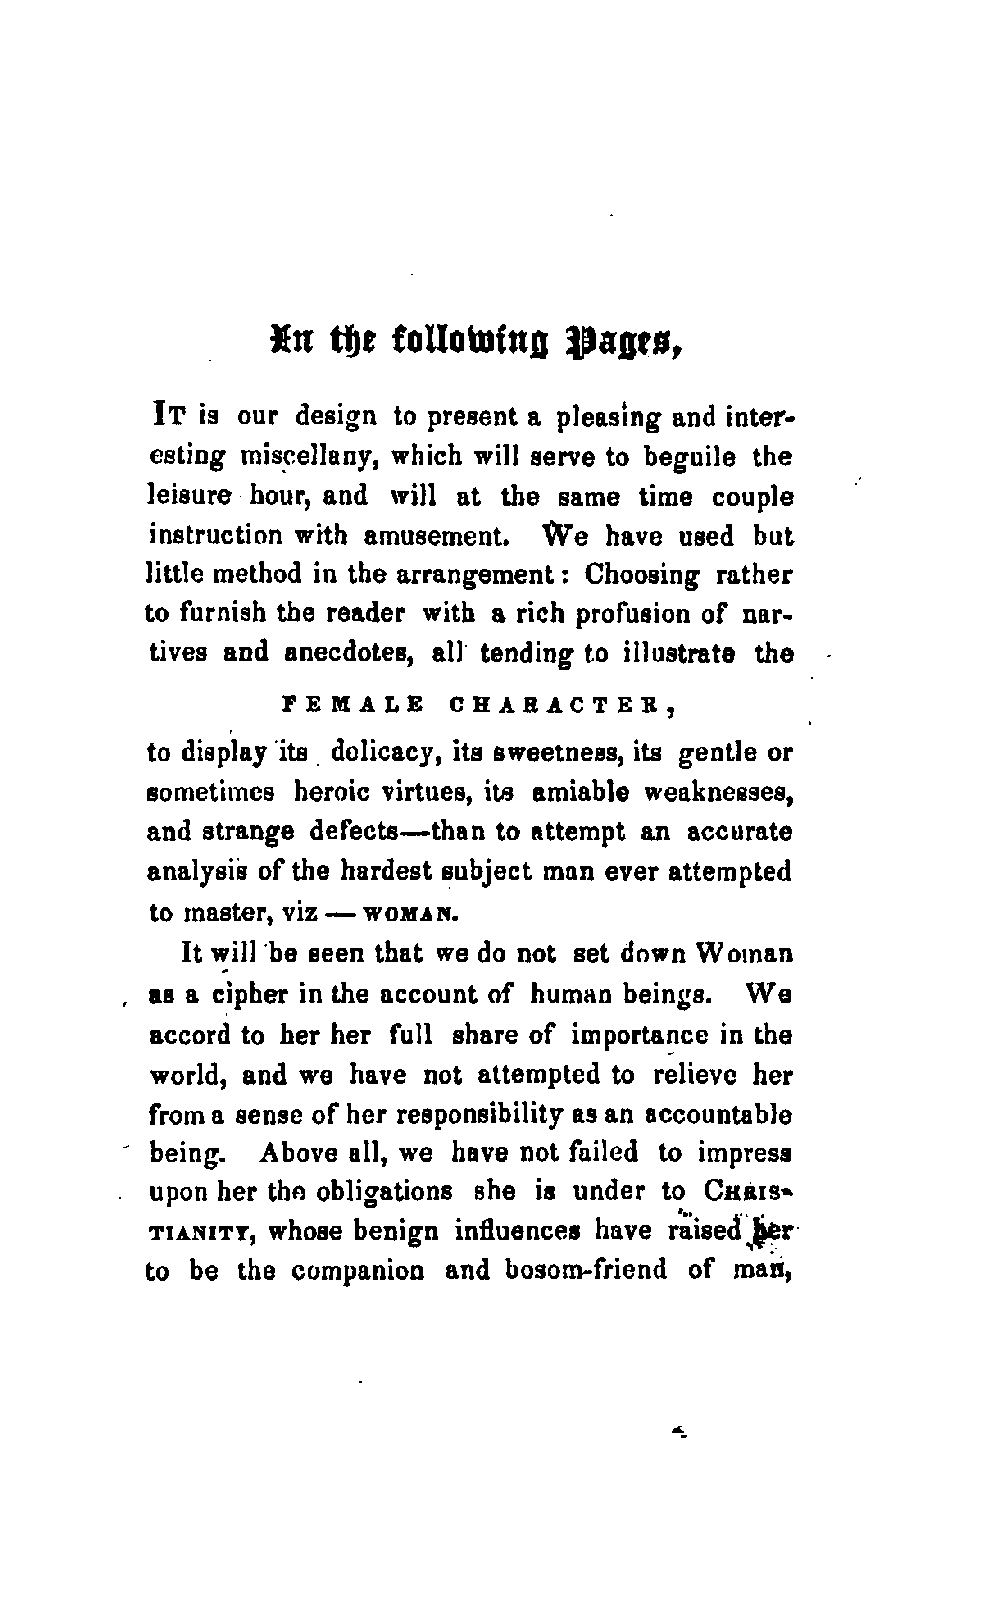 In the following Pages,
IT is our design to present a pleasing and inter-
esting miscellany, which will serve to beguile the
leisure hour, and will at the same time couple
instruction with amusement. We have used but
little method in the arrangement: Choosing rather
to furnish the reader with a rich profusion of nar-
tives and anecdotes, all tending to illustrate the
FEMALE CHARACTER,
to display its delicacy, its sweetness, its gentle or
sometimes heroic virtues, its amiable weaknesses,
and strange defects—than to attempt an accurate
analysis of the hardest subject man ever attempted
to master, viz — WOMAN.
It will be seen that we do not set down Woman
as a cipher in the account of human beings. We
accord to her her full share of importance in the
world, and we have not attempted to relieve her
from a sense of her responsibility as an accountable
being. Above all, we have not failed to impress
upon her the obligations she is under to CHRIS-
TIANITY, whose benign influences have raised her
to be the companion and bosom-friend of man,